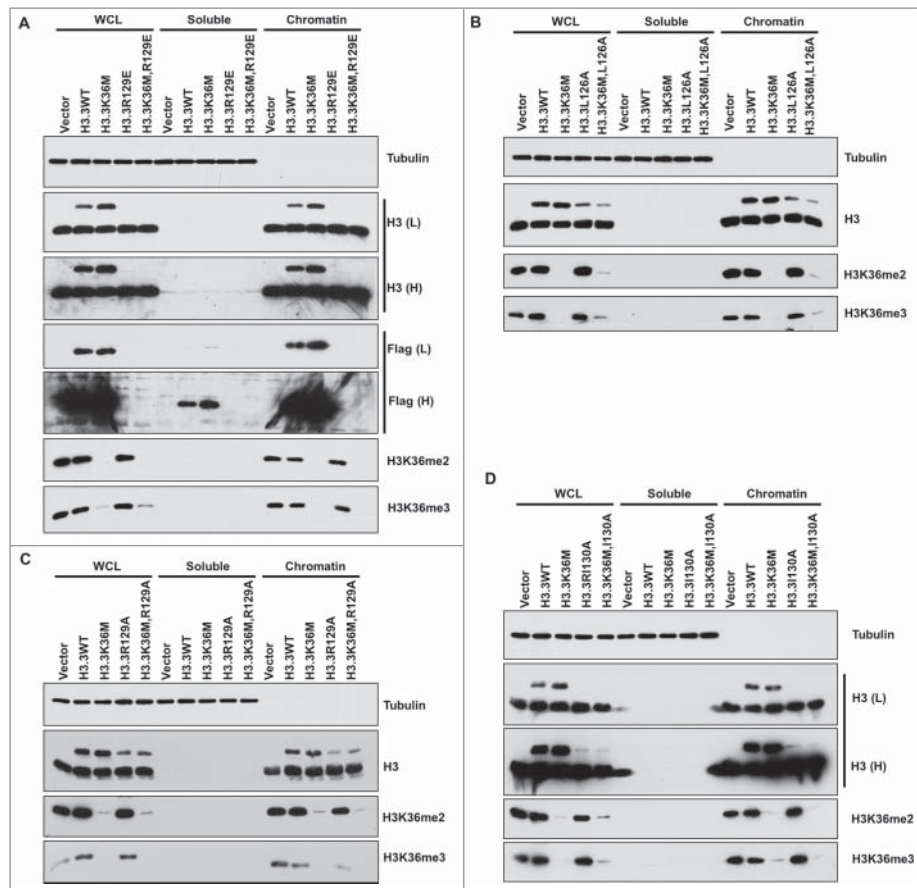 A
WCL Soluble Chromatin
Vector H3.3WT H3.3K36M H3.3R129E H3.3K36M,R129E Vector H3.3WT H3.3K36M H3.3R129E H3.3K36M,R129E Vector H3.3WT H3.3K36M H3.3R129E H3.3K36M,R129E
Tubulin
H3 (L)
H3 (H)
Flag (L)
Flag (H)
H3K36me2
H3K36me3
B
WCL Soluble Chromatin
Vector H3.3WT H3.3K36M H3.3L126A H3.3K36M,L126A Vector H3.3WT H3.3K36M H3.3L126A H3.3K36M,L126A Vector H3.3WT H3.3K36M H3.3L126A H3.3K36M,L126A
Tubulin
H3
H3K36me2
H3K36me3
C
WCL Soluble Chromatin
Vector H3.3WT H3.3K36M H3.3R129A H3.3K36M,R129A Vector H3.3WT H3.3K36M H3.3R129A H3.3K36M,R129A Vector H3.3WT H3.3K36M H3.3R129A H3.3K36M,R129A
Tubulin
H3
H3K36me2
H3K36me3
D
WCL Soluble Chromatin
Vector H3.3WT H3.3K36M H3.3RI130A H3.3K36M,I130A Vector H3.3WT H3.3K36M H3.3I130A H3.3K36M,I130A Vector H3.3WT H3.3K36M H3.3I130A H3.3K36M,I130A
Tubulin
H3 (L)
H3 (H)
H3K36me2
H3K36me3